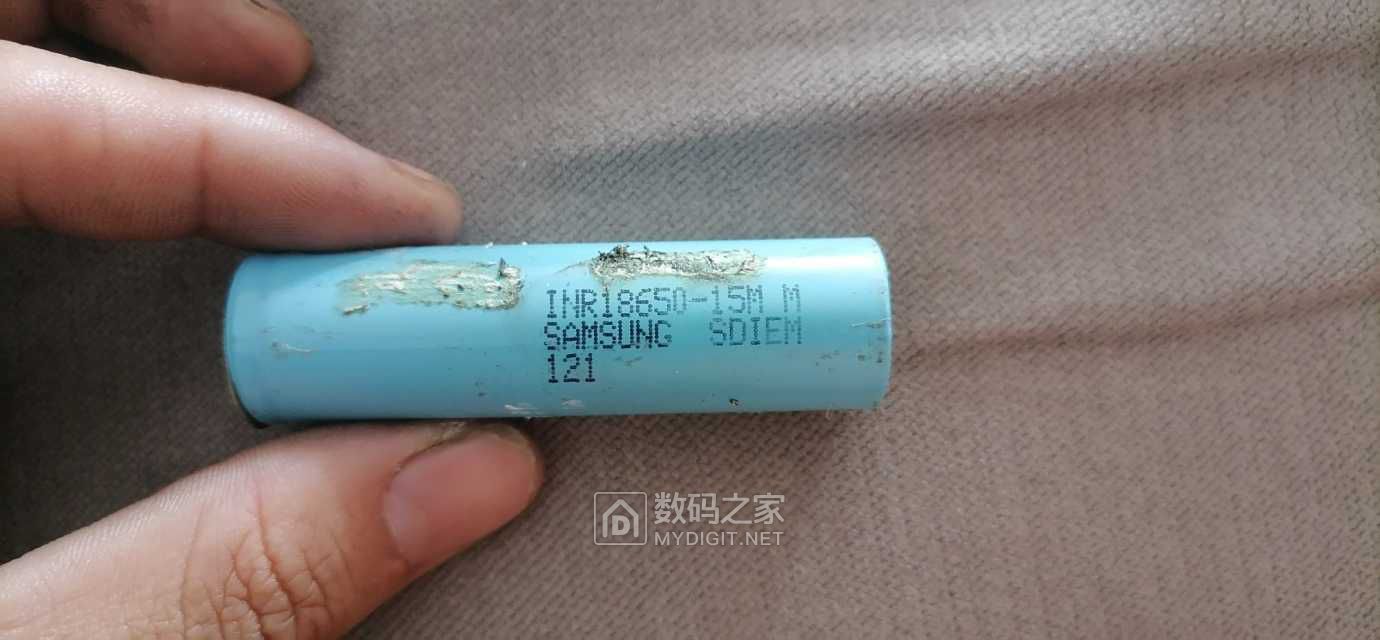 INR18650-15M M
SAMSUNG SDIEM
121
数码之家
MYDIGIT.NET